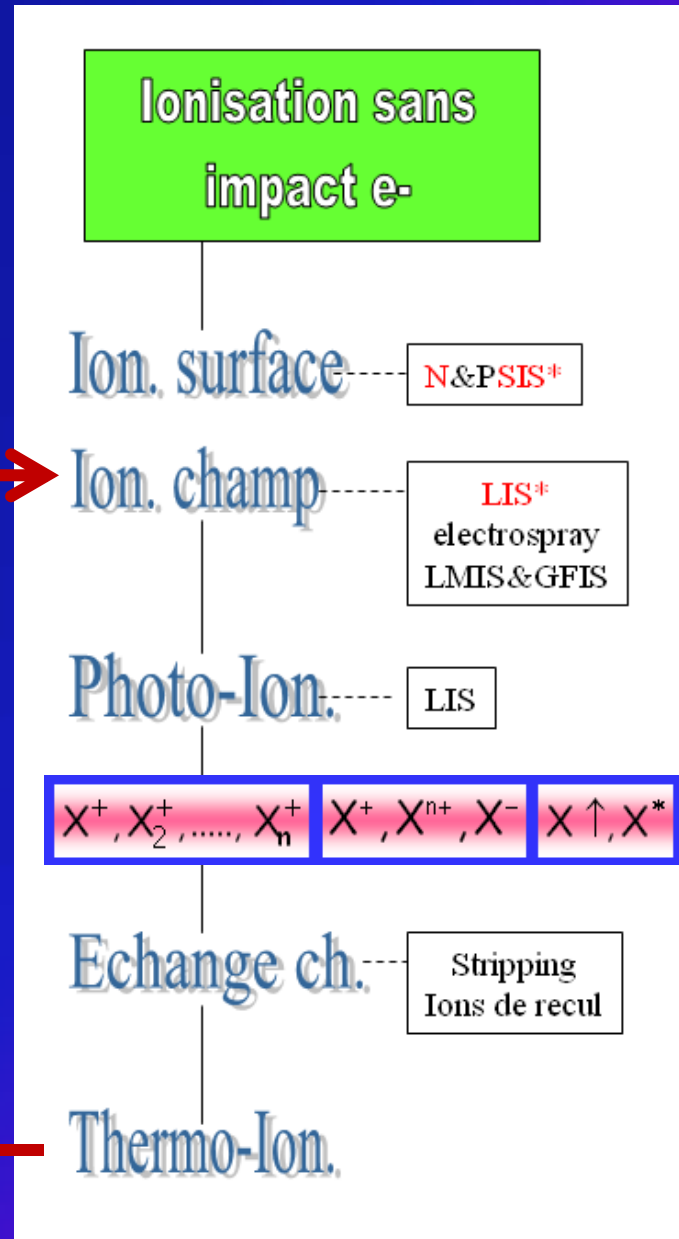 Ionisation sans
impact e-
Ion. surface
N&PSIS*
Ion. champ
LIS*
electrospray
LMIS&GFIS
Photo-Ion.
LIS
X⁺, X₂⁺, ....., Xₙ⁺
X⁺, Xⁿ⁺, X⁻
X↑, X*
Echange ch.
Stripping
Ions de recul
Thermo-Ion.